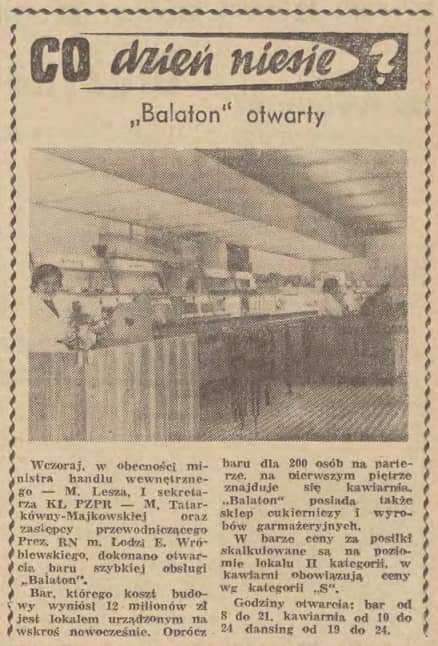 CO dzień niesie?
„Balaton" otwarty
Wczoraj, w obecności mi-
nistra handlu wewnętrzne-
go — M. Lesza, I sekreta-
rza KŁ PZPR — M. Tatar-
kówny-Majkowskiej oraz
zastępcy przewodniczącego
Prez. RN m. Łodzi E. Wró-
blewskiego, dokonano otwar-
cia baru szybkiej obsługi
„Balaton".
Bar, którego koszt budo-
wy wyniósł 12 milionów zł
jest lokalem urządzonym na
wskroś nowocześnie. Oprócz
baru dla 200 osób na parte-
rze, na pierwszym piętrze
znajduje się kawiarnia.
„Balaton" posiada także
sklep cukierniczy i wyro-
bów garmażeryjnych.
W barze ceny za posiłki
skalkulowane są na pozio-
mie lokalu II kategorii, w
kawiarni obowiązują ceny
wg kategorii „S".
Godziny otwarcia: bar od
8 do 21, kawiarnia od 10 do
24 dansing od 19 do 24.